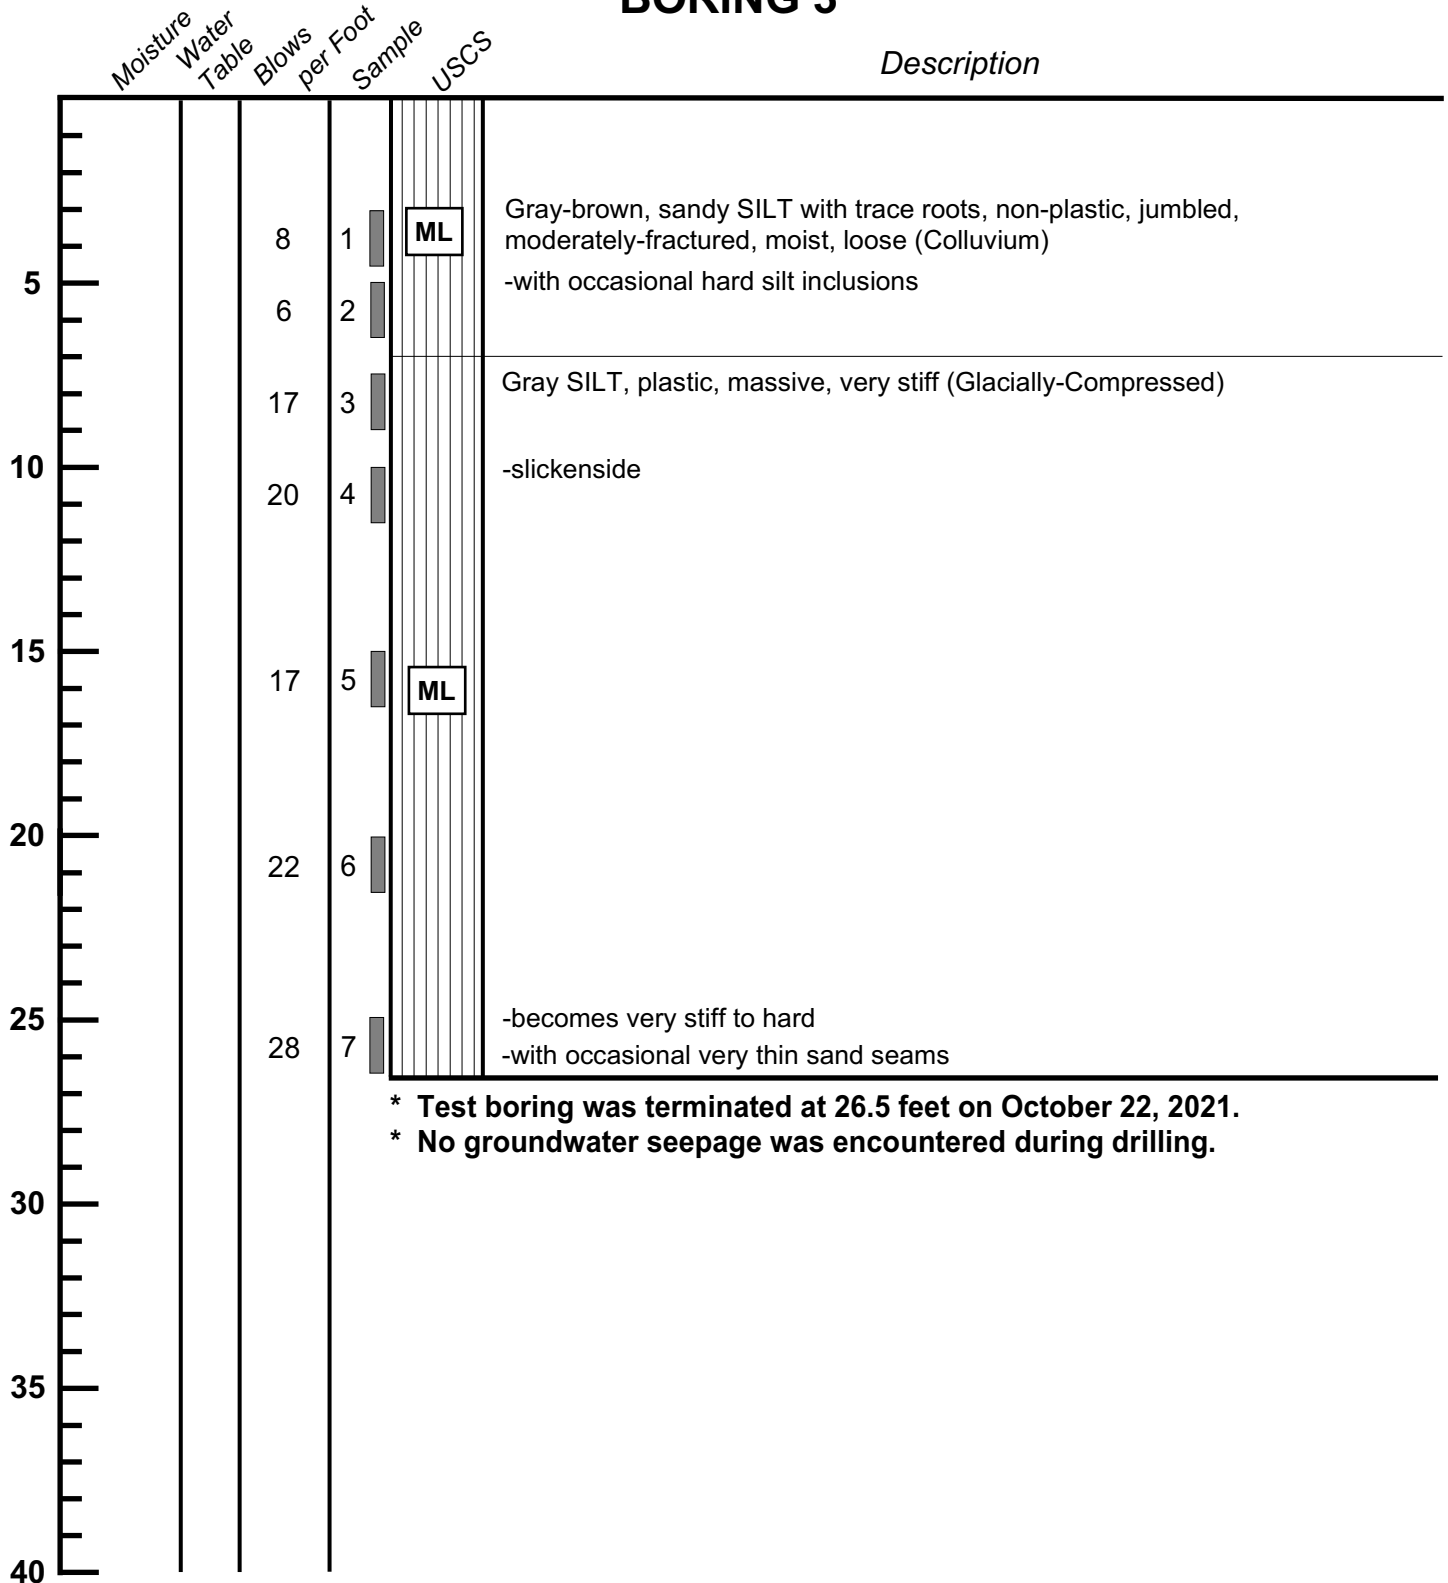 BORING 3
Moisture
Water
Table
Blows
per Foot
Sample
USCS
Description
8 1 ML
Gray-brown, sandy SILT with trace roots, non-plastic, jumbled,
moderately-fractured, moist, loose (Colluvium)
5
-with occasional hard silt inclusions
6 2
Gray SILT, plastic, massive, very stiff (Glacially-Compressed)
17 3
10
-slickenside
20 4
15
17 5 ML
20
22 6
25
-becomes very stiff to hard
28 7
-with occasional very thin sand seams
* Test boring was terminated at 26.5 feet on October 22, 2021.
* No groundwater seepage was encountered during drilling.
30
35
40